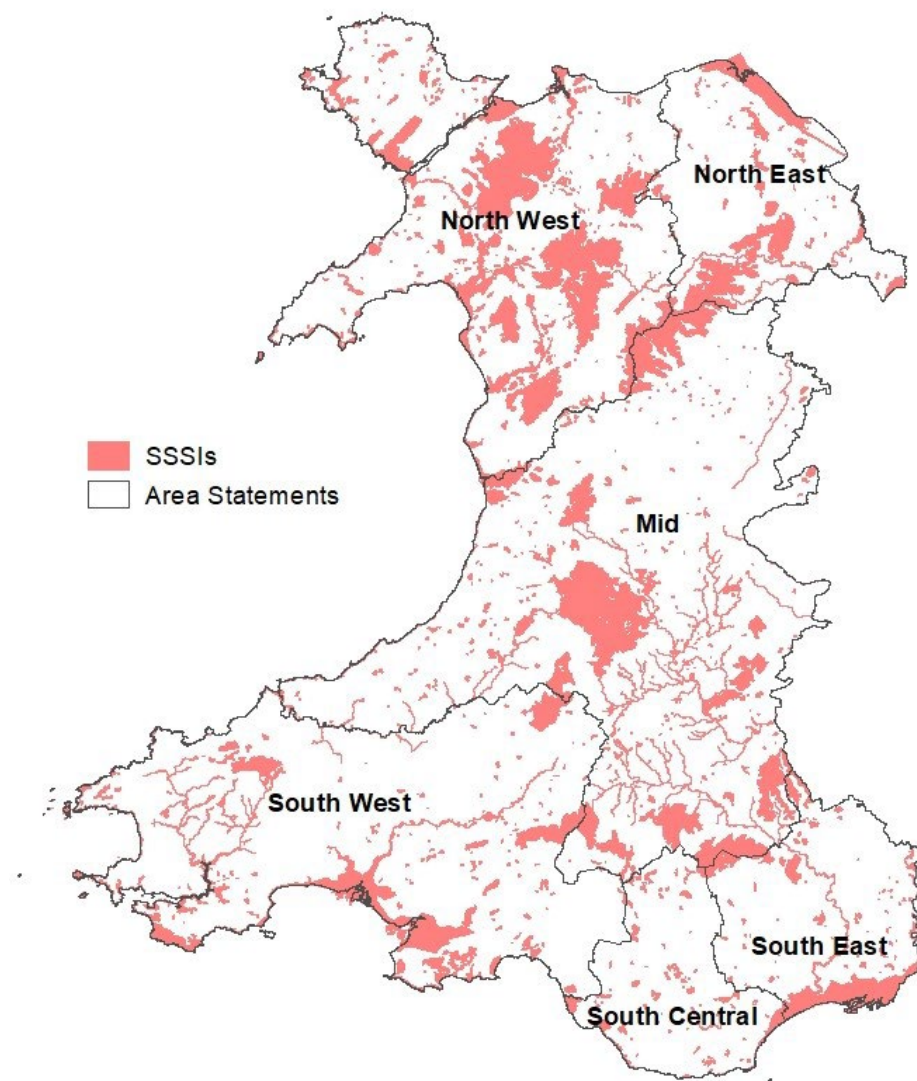 North East
North West
SSSIs
Area Statements
Mid
South West
South East
South Central